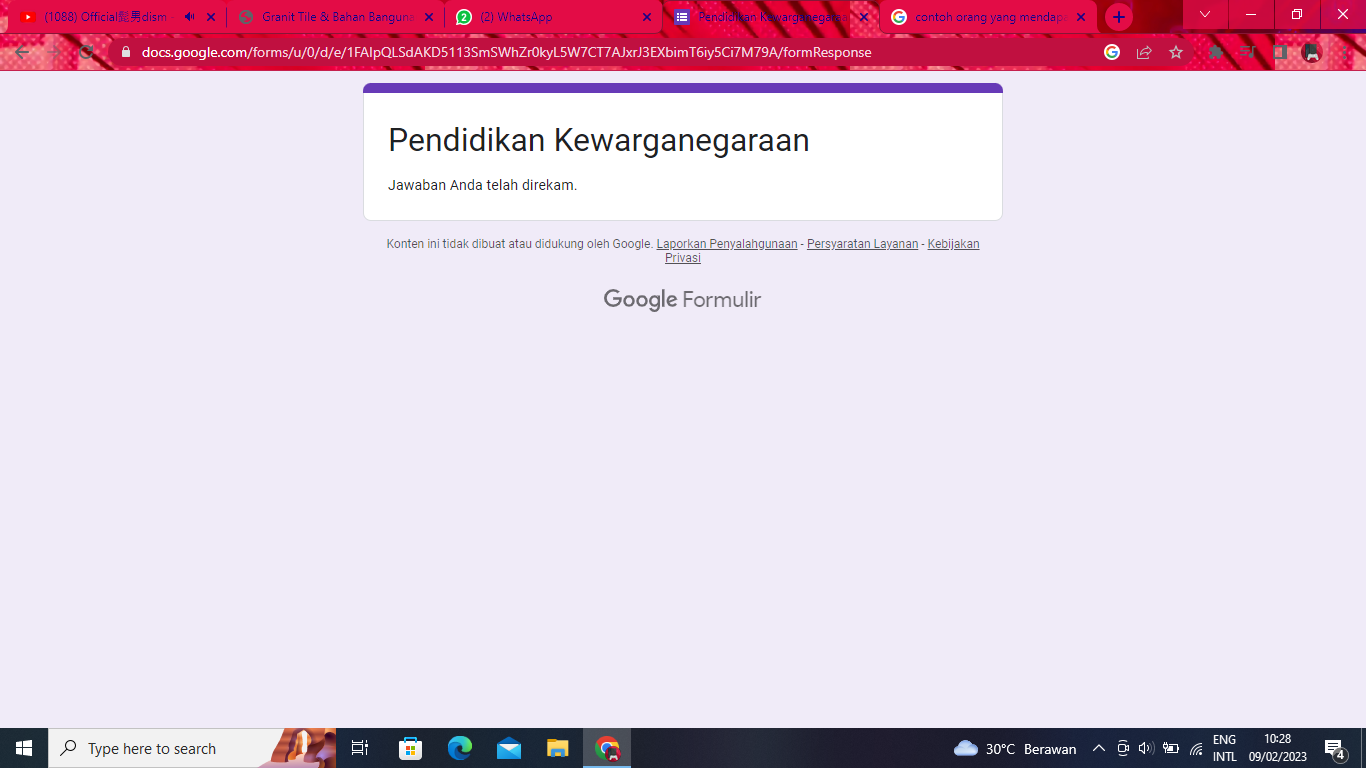 (1088) Official髭男dism -
Granit Tile & Bahan Banguna
(2) WhatsApp
Pendidikan Kewarganegaraa
contoh orang yang mendapa
docs.google.com/forms/u/0/d/e/1FAIpQLSdAKD5113SmSWhZr0kyL5W7CT7AJxrJ3EXbimT6iy5Ci7M79A/formResponse
Pendidikan Kewarganegaraan
Jawaban Anda telah direkam.
Konten ini tidak dibuat atau didukung oleh Google. Laporkan Penyalahgunaan - Persyaratan Layanan - Kebijakan
Privasi
Google Formulir
Type here to search
30°C Berawan
ENG
INTL
10:28
09/02/2023
4